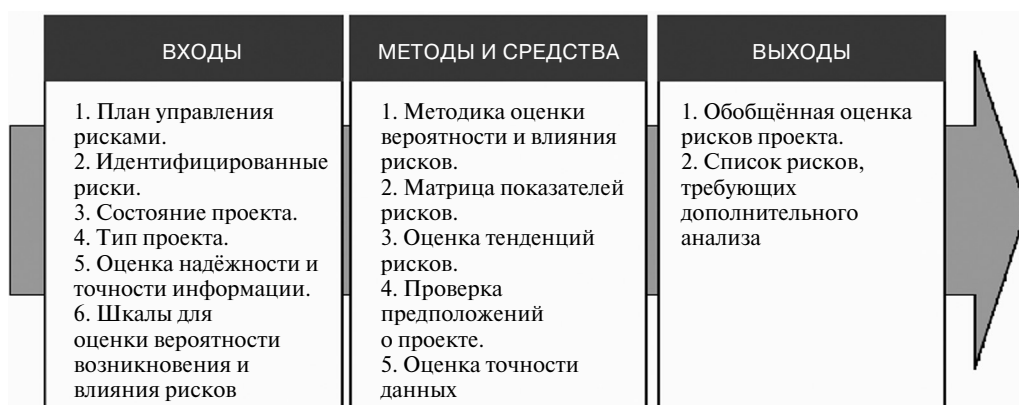 ВХОДЫ
1. План управления
рисками.
2. Идентифицированные
риски.
3. Состояние проекта.
4. Тип проекта.
5. Оценка надёжности и
точности информации.
6. Шкалы для
оценки вероятности
возникновения и
влияния рисков
МЕТОДЫ И СРЕДСТВА
1. Методика оценки
вероятности и влияния
рисков.
2. Матрица показателей
рисков.
3. Оценка тенденций
рисков.
4. Проверка
предположений
о проекте.
5. Оценка точности
данных
ВЫХОДЫ
1. Обобщённая оценка
рисков проекта.
2. Список рисков,
требующих
дополнительного
анализа